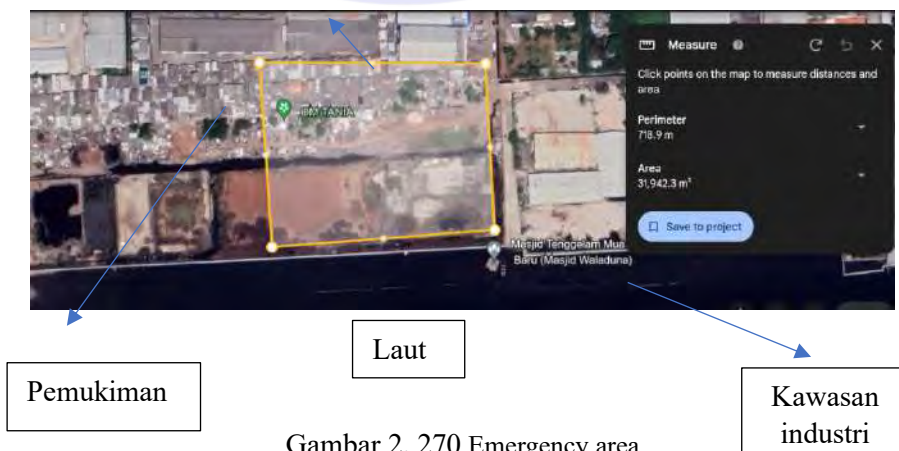 Measure
Click points on the map to measure distances and
area
Perimeter
718.9 m
Area
31,942.3 m²
Save to project
Masjid Tenggelam Mua
Baru (Masjid Waladuna)
Laut
Pemukiman
Kawasan
industri
Gambar 2. 270 Emergency area